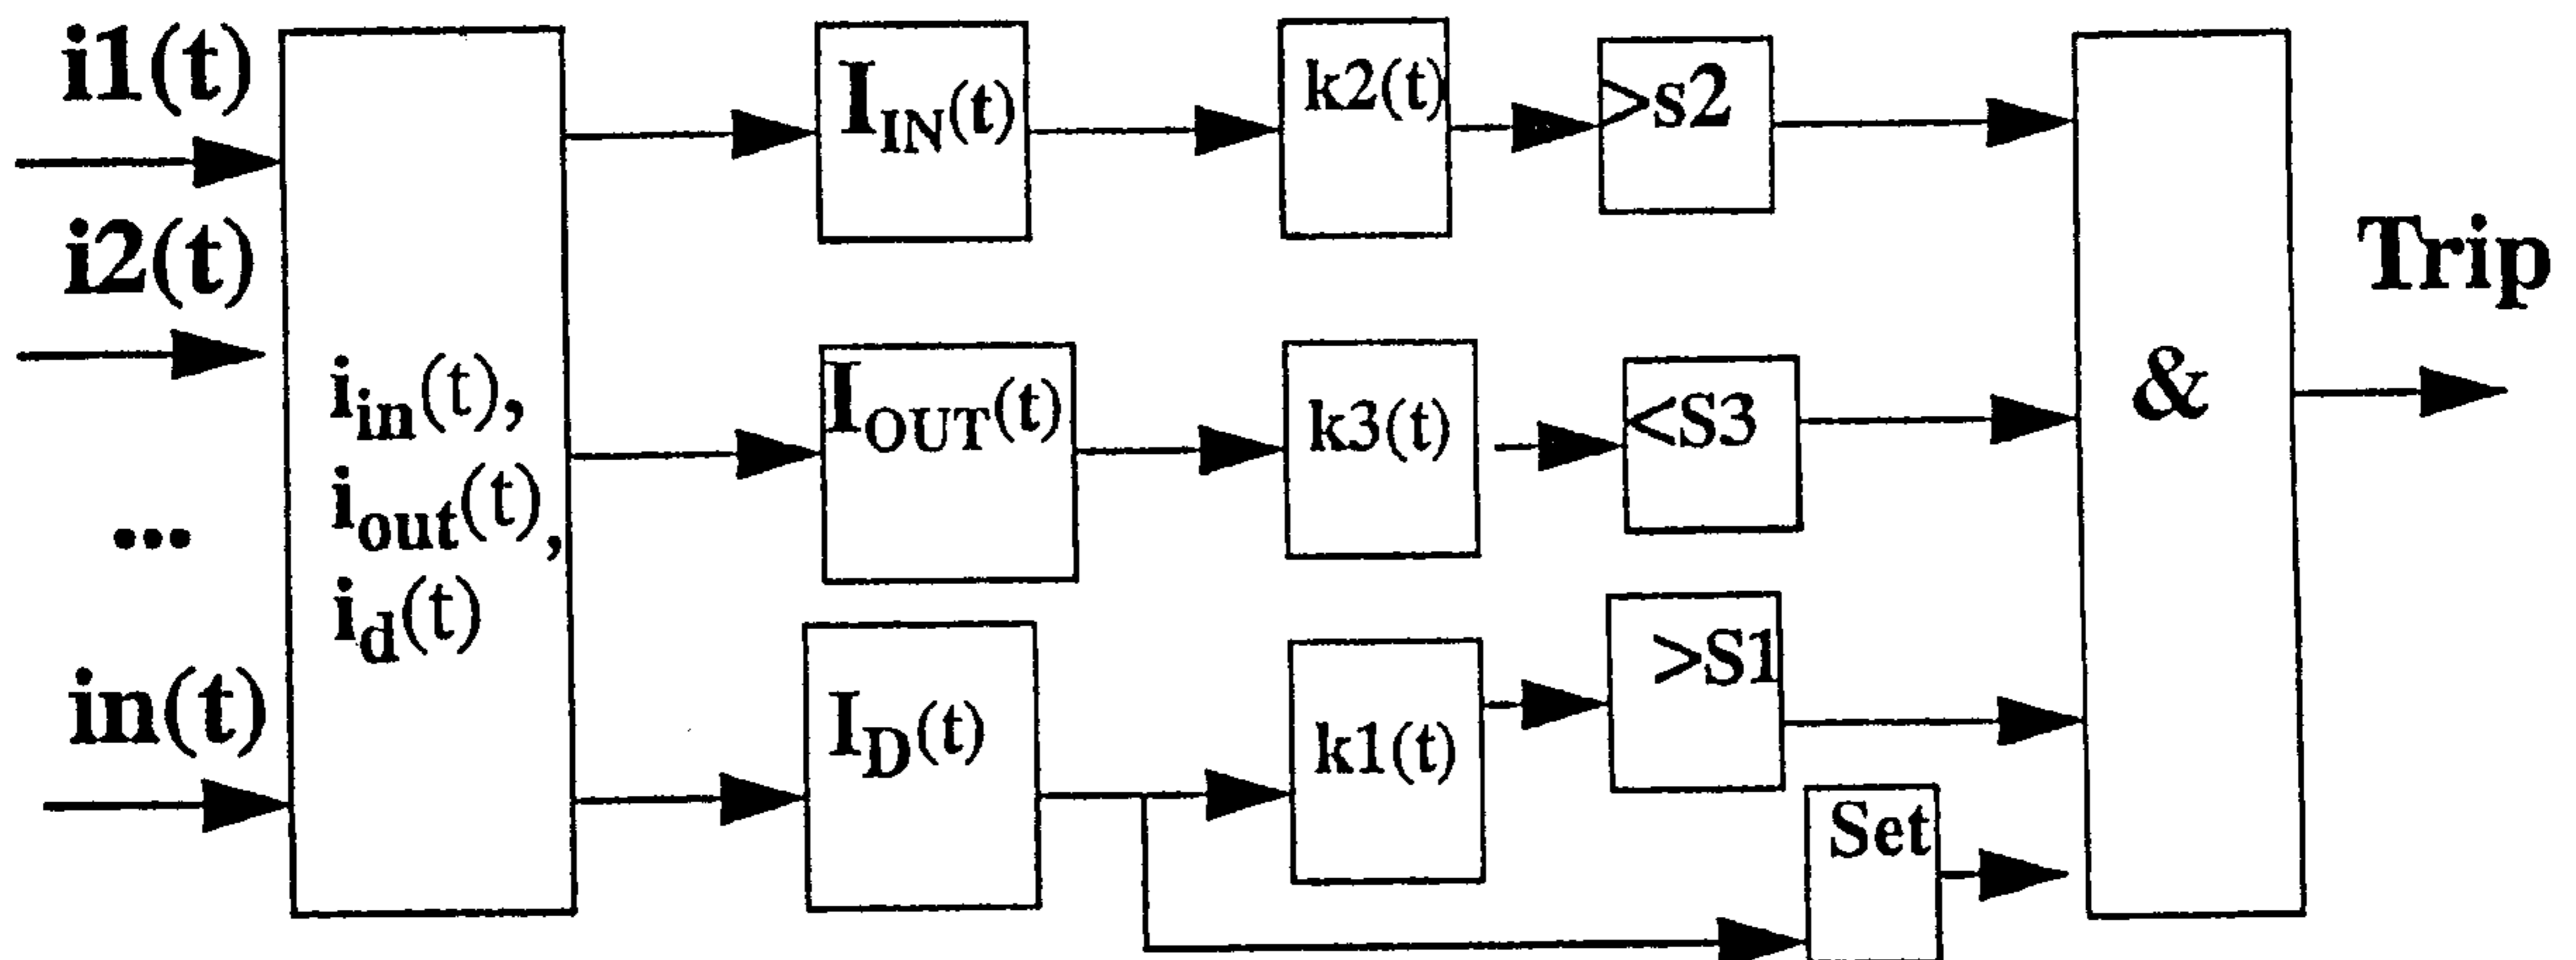 i1(t)
i2(t)
...
in(t)
i_in(t),
i_out(t),
i_d(t)
I_IN(t)
k2(t)
>s2
I_OUT(t)
k3(t)
<S3
I_D(t)
k1(t)
>S1
Set
&
Trip